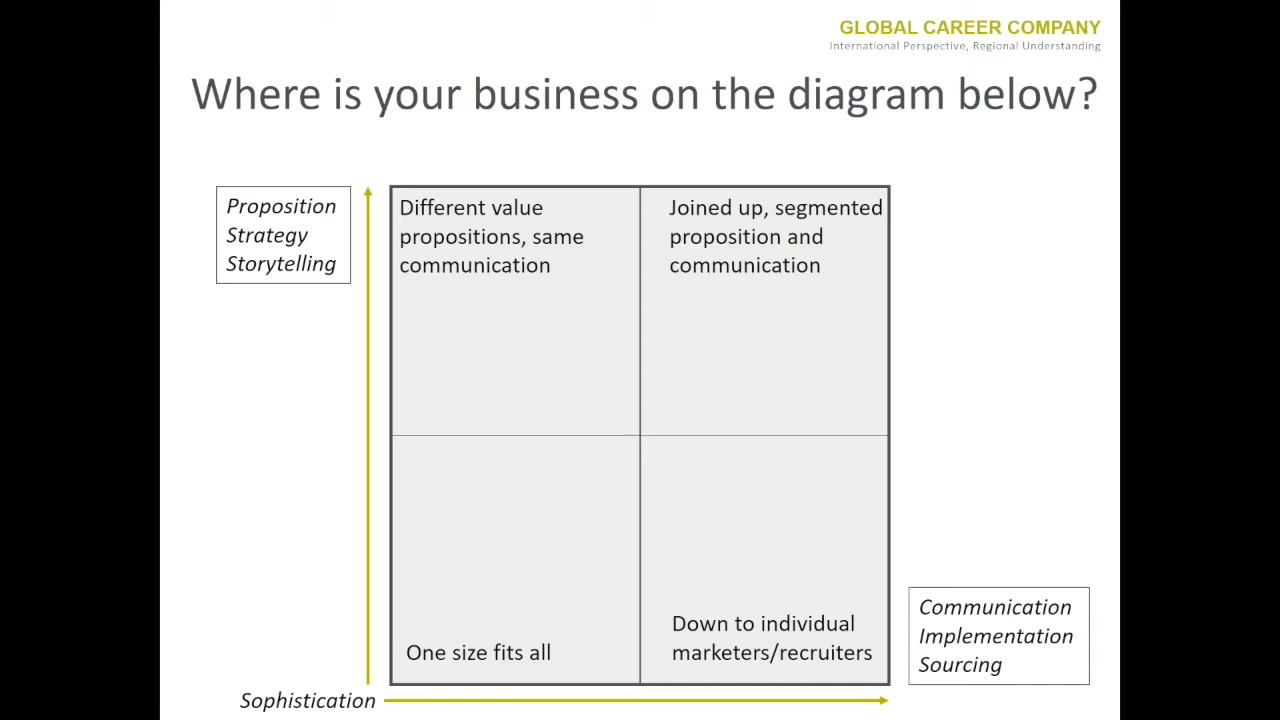 GLOBAL CAREER COMPANY
International Perspective, Regional Understanding
Where is your business on the diagram below?
Proposition
Strategy
Storytelling
Different value
propositions, same
communication
Joined up, segmented
proposition and
communication
One size fits all
Down to individual
marketers/recruiters
Communication
Implementation
Sourcing
Sophistication